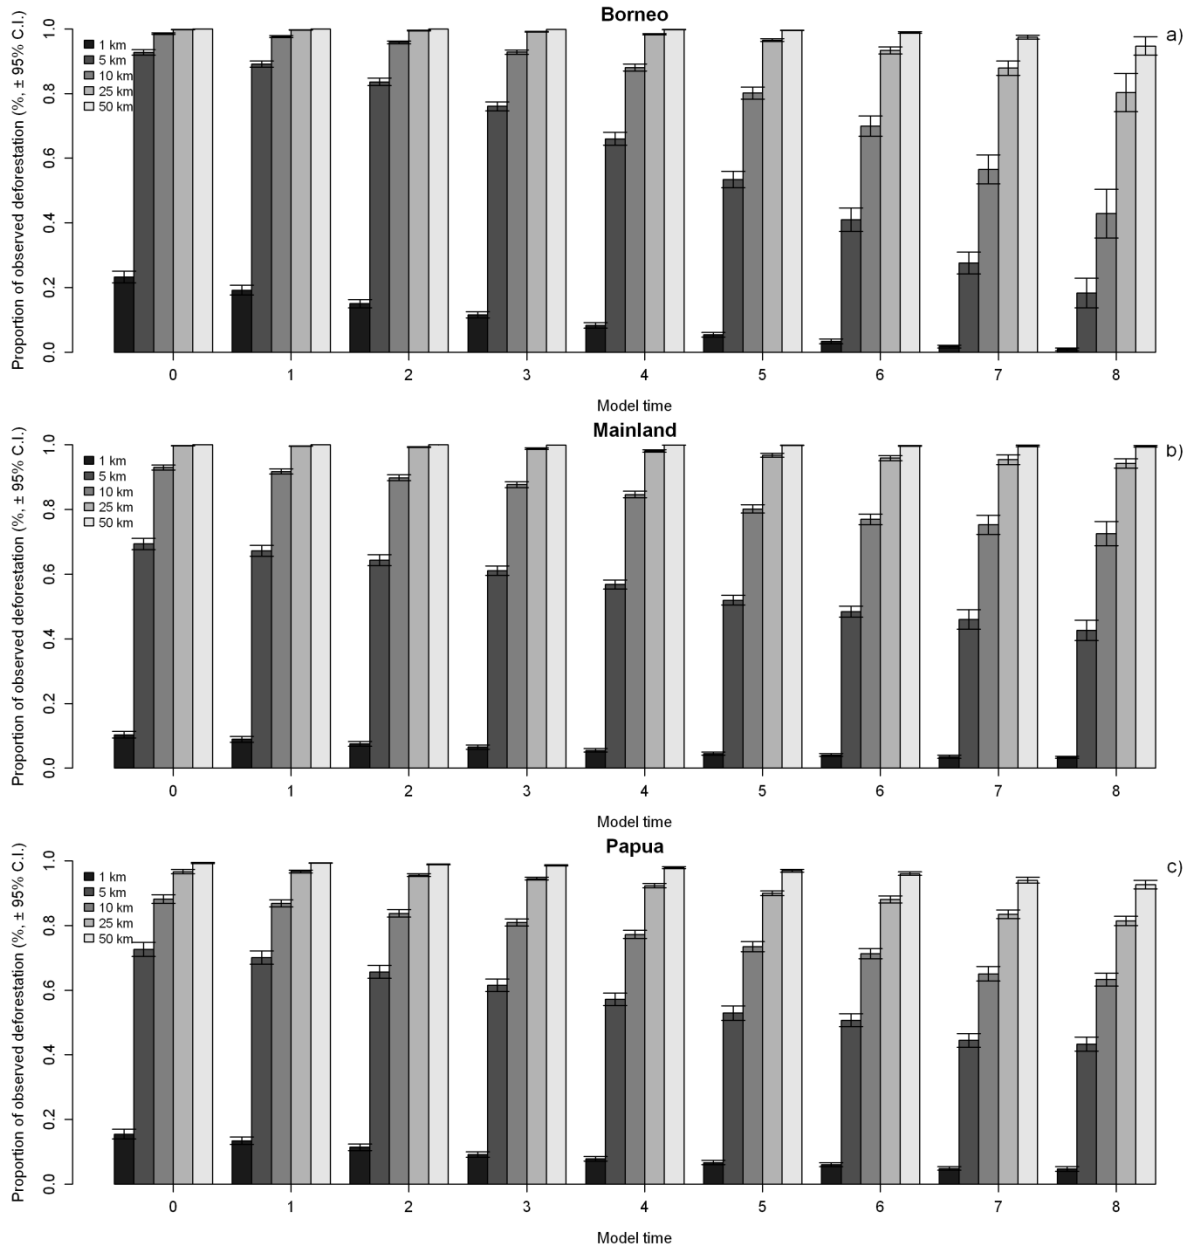 Borneo
a)
Proportion of observed deforestation (%, ± 95% C.I.)
1.0
0.8
0.6
0.4
0.2
0.0
1 km
5 km
10 km
25 km
50 km
0 1 2 3 4 5 6 7 8
Model time
Mainland
b)
Proportion of observed deforestation (%, ± 95% C.I.)
1.0
0.8
0.6
0.4
0.2
0.0
1 km
5 km
10 km
25 km
50 km
0 1 2 3 4 5 6 7 8
Model time
Papua
c)
Proportion of observed deforestation (%, ± 95% C.I.)
1.0
0.8
0.6
0.4
0.2
0.0
1 km
5 km
10 km
25 km
50 km
0 1 2 3 4 5 6 7 8
Model time